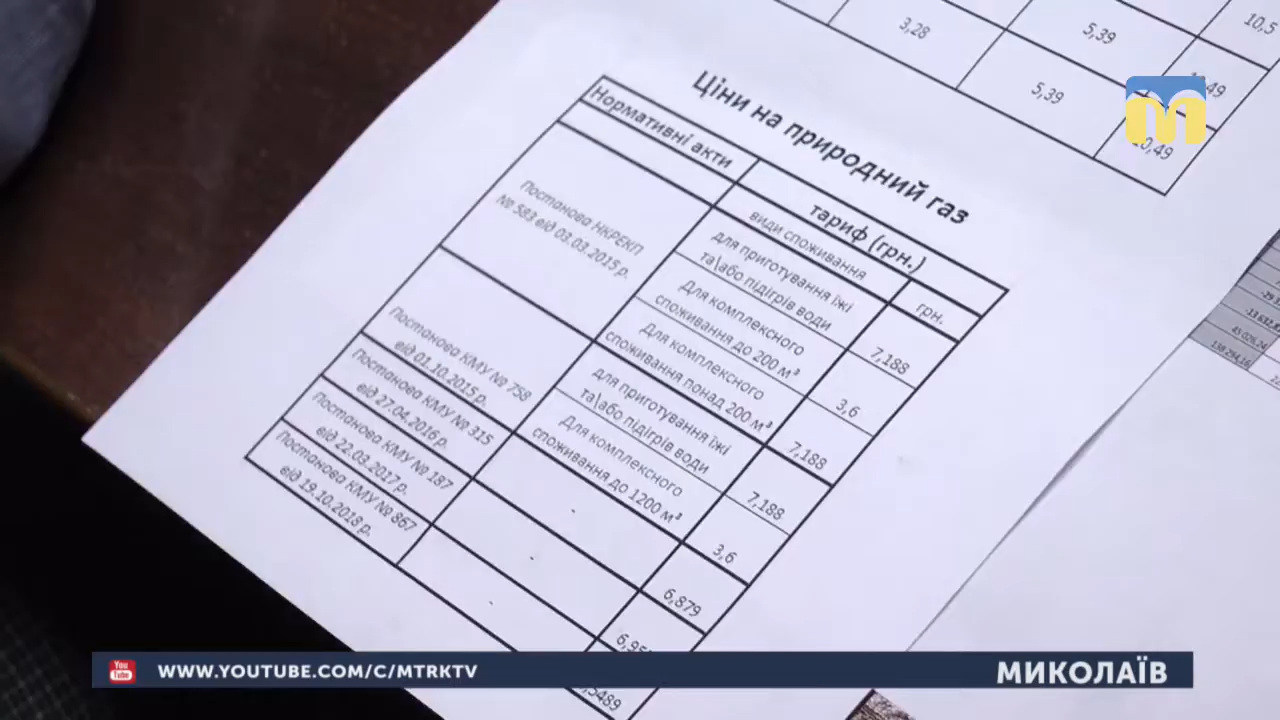 3,28
5,39
10,5
5,39
Ціни на природний газ
Нормативні акти
тариф (грн.)
види споживання
грн.
Постанова НКРЕКП
№ 583 від 03.03.2015 р.
для приготування їжі
та\або підігрів води
7,188
Для комплексного
споживання до 200 м³
3,6
Для комплексного
споживання понад 200 м³
7,188
Постанова КМУ № 758
від 01.10.2015 р.
для приготування їжі
та\або підігрів води
7,188
Для комплексного
споживання до 1200 м³
3,6
Постанова КМУ № 315
від 27.04.2016 р.
-
6,879
Постанова КМУ № 187
від 22.03.2017 р.
-
Постанова КМУ № 867
від 19.10.2018 р.
-
138 294,16
You
Tube
WWW.YOUTUBE.COM/C/MTRKTV
МИКОЛАЇВ